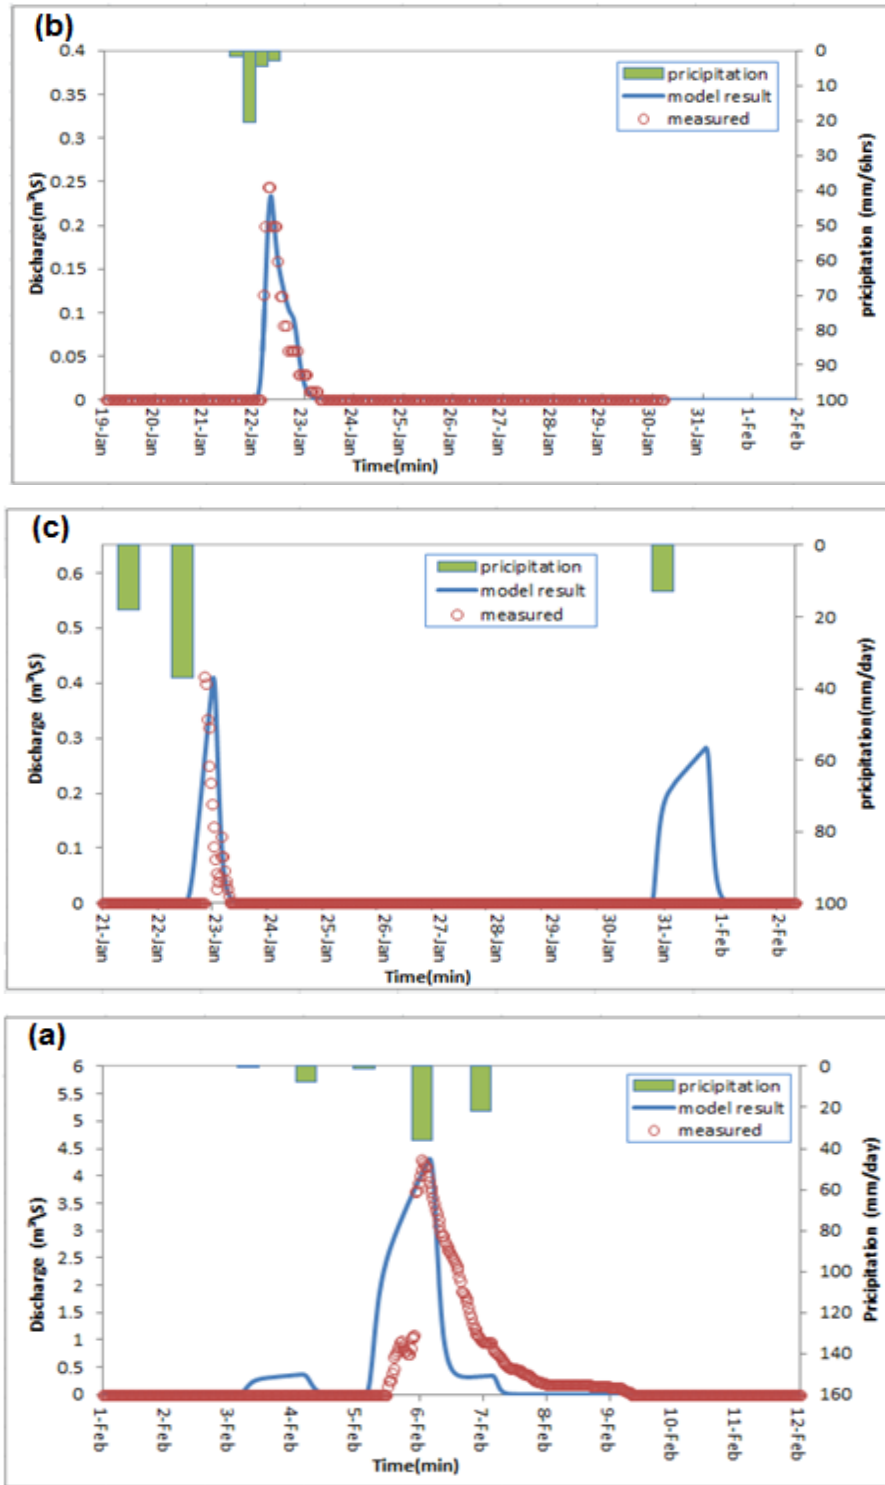 (b)
0.4
0.35
0.3
0.25
0.2
0.15
0.1
0.05
0
Discharge(m³\S)
0
10
20
30
40
50
60
70
80
90
100
pricipitation (mm/6hrs)
pricipitation
model result
measured
19-Jan
20-Jan
21-Jan
22-Jan
23-Jan
24-Jan
25-Jan
26-Jan
27-Jan
28-Jan
29-Jan
30-Jan
31-Jan
1-Feb
2-Feb
Time(min)
(c)
0.6
0.5
0.4
0.3
0.2
0.1
0
Discharge (m³\S)
0
20
40
60
80
100
pricipitation(mm/day)
pricipitation
model result
measured
21-Jan
22-Jan
23-Jan
24-Jan
25-Jan
26-Jan
27-Jan
28-Jan
29-Jan
30-Jan
31-Jan
1-Feb
2-Feb
Time(min)
(a)
6
5.5
5
4.5
4
3.5
3
2.5
2
1.5
1
0.5
0
Discharge (m³\S)
0
20
40
60
80
100
120
140
160
Pricipitation (mm/day)
pricipitation
model result
measured
1-Feb
2-Feb
3-Feb
4-Feb
5-Feb
6-Feb
7-Feb
8-Feb
9-Feb
10-Feb
11-Feb
12-Feb
Time(min)